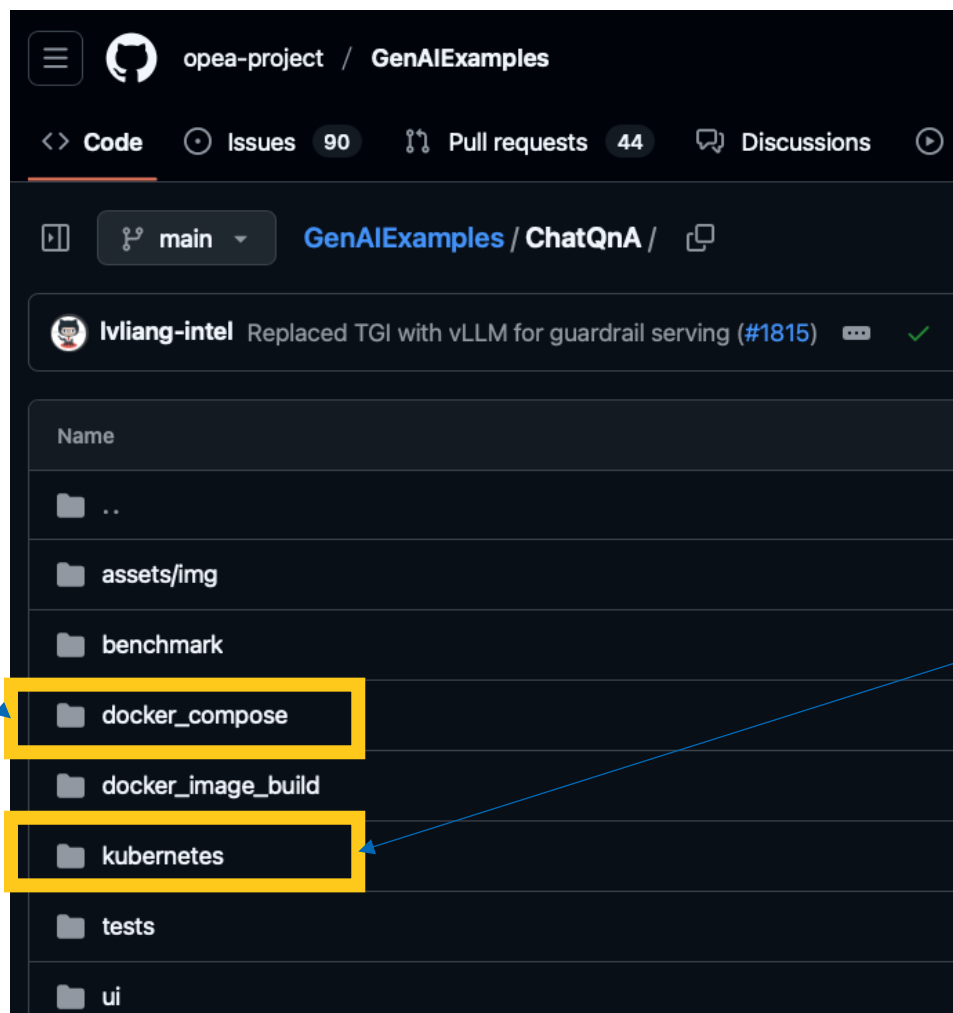 opea-project / GenAIExamples
Code Issues 90 Pull requests 44 Discussions
main GenAIExamples / ChatQnA /
lvliang-intel Replaced TGI with vLLM for guardrail serving (#1815)
Name
..
assets/img
benchmark
docker_compose
docker_image_build
kubernetes
tests
ui